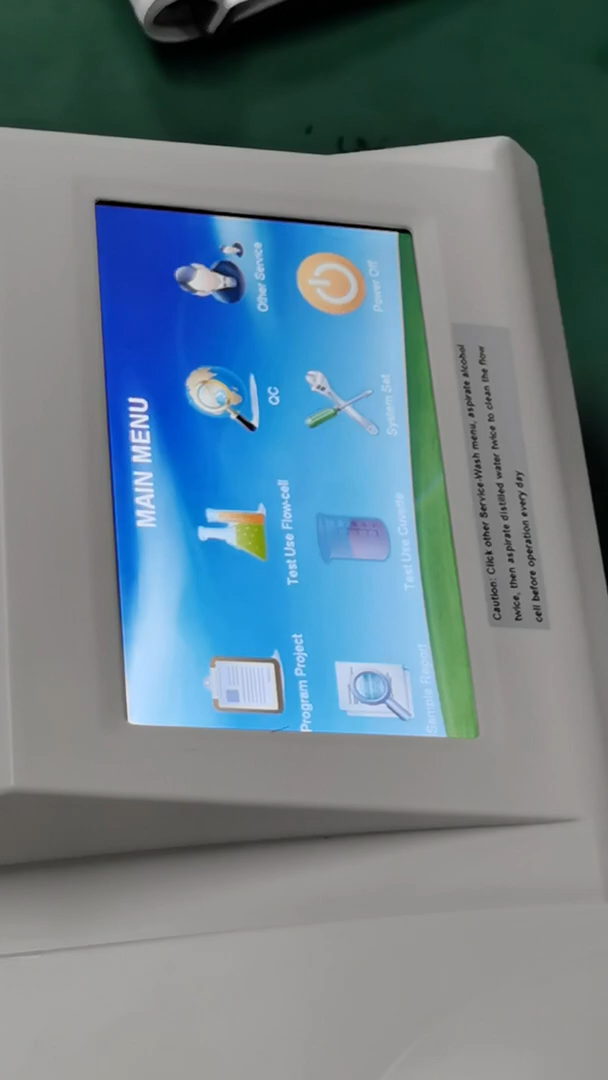 MAIN MENU
Program Project
Test Use Flow-cell
QC
Other Service
Sample Report
Test Use Cuvette
System Set
Power Off
Caution: Click other Service-Wash menu, aspirate alcohol
twice, then aspirate distilled water twice to clean the flow
cell before operation every day